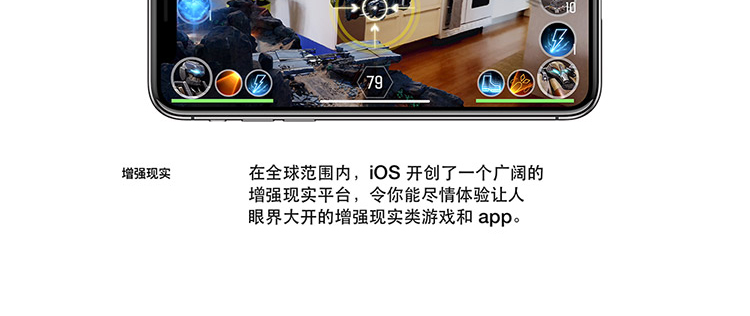 10
79
增强现实
在全球范围内，iOS 开创了一个广阔的
增强现实平台，令你能尽情体验让人
眼界大开的增强现实类游戏和 app。